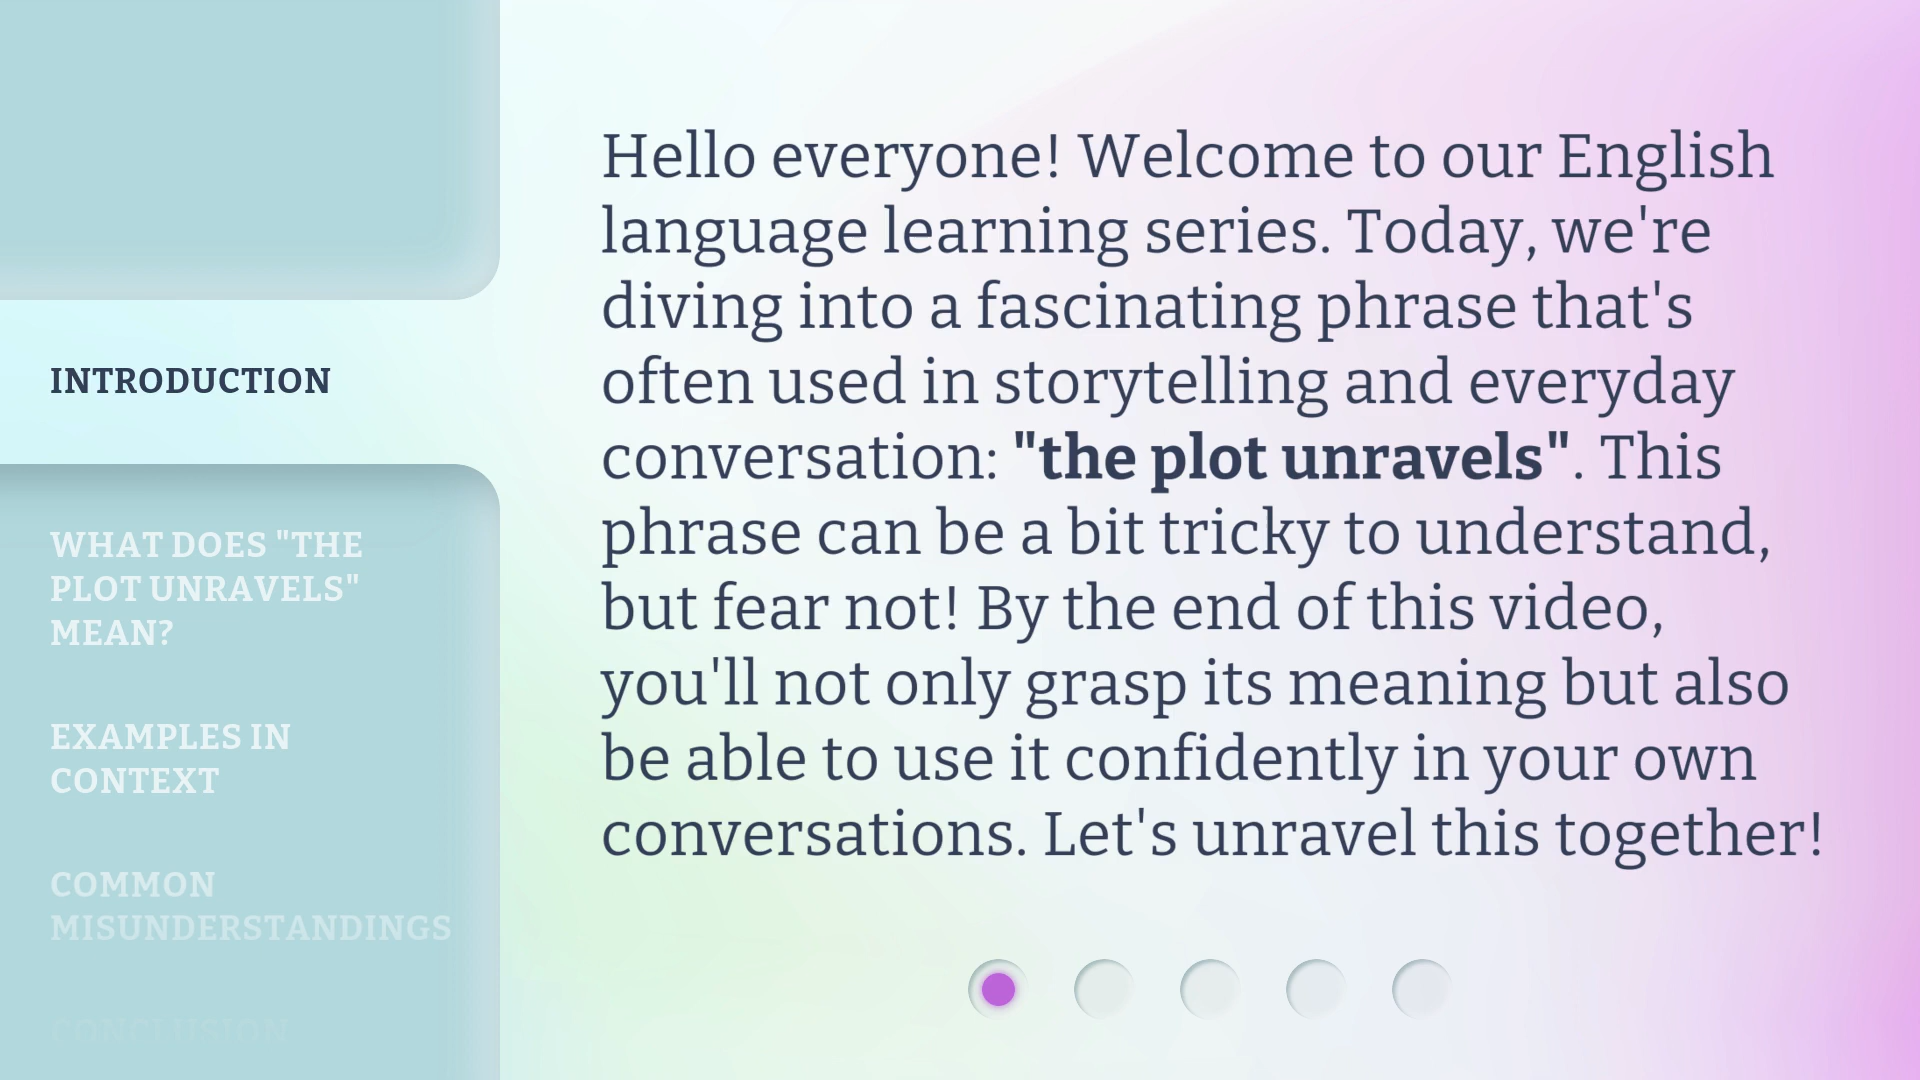 INTRODUCTION
WHAT DOES "THE
PLOT UNRAVELS"
MEAN?
EXAMPLES IN
CONTEXT
COMMON
MISUNDERSTANDINGS
CONCLUSION
Hello everyone! Welcome to our English
language learning series. Today, we're
diving into a fascinating phrase that's
often used in storytelling and everyday
conversation: "the plot unravels". This
phrase can be a bit tricky to understand,
but fear not! By the end of this video,
you'll not only grasp its meaning but also
be able to use it confidently in your own
conversations. Let's unravel this together!